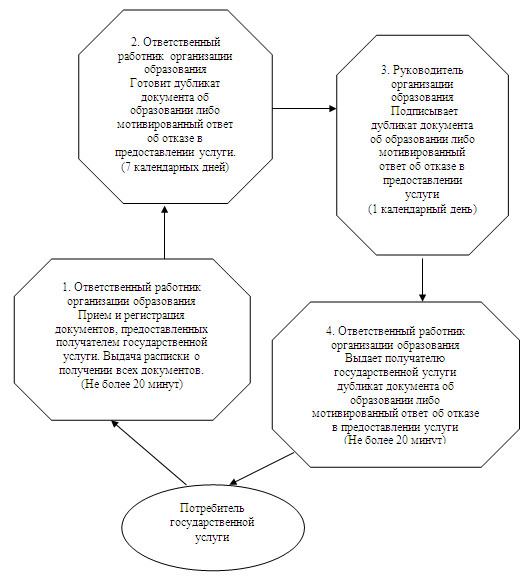 2. Ответственный
работник организации
образования
Готовит дубликат
документа об
образовании либо
мотивированный ответ
об отказе в
предоставлении услуги.
(7 календарных дней)
3. Руководитель
организации
образования
Подписывает
дубликат документа
об образовании либо
мотивированный
ответ об отказе в
предоставлении
услуги
(1 календарный день)
1. Ответственный работник
организации образования
Прием и регистрация
документов, предоставленных
получателем государственной
услуги. Выдача расписки о
получении всех документов.
(Не более 20 минут)
4. Ответственный работник
организации образования
Выдает получателю
государственной услуги
дубликат документа об
образовании либо
мотивированный ответ об отказе
в предоставлении услуги
(Не более 20 минут)
Потребитель
государственной
услуги